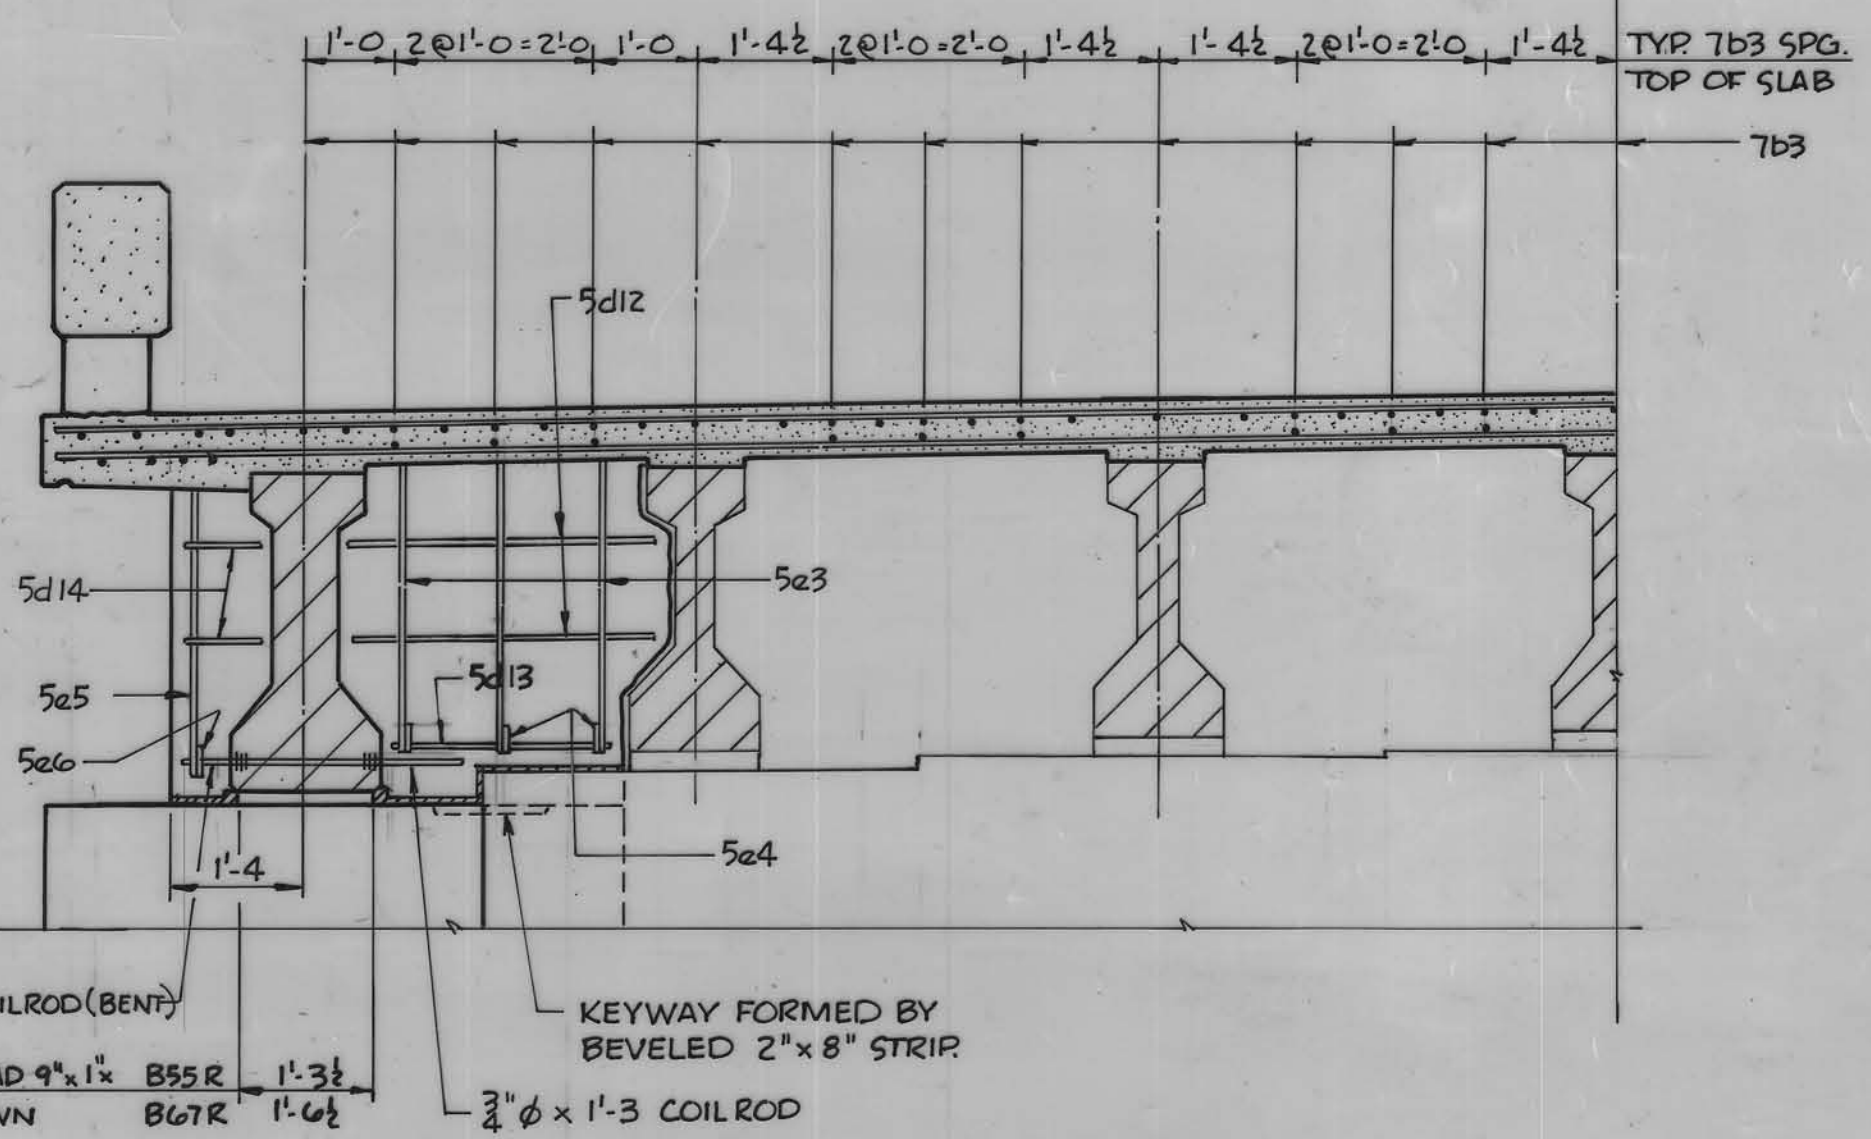 1'-0 2@1'-0=2'-0 1'-0 1'-4½ 2@1'-0=2'-0 1'-4½ 1'-4½ 2@1'-0=2'-0 1'-4½ TYP. 7b3 SPG.
TOP OF SLAB
7b3
5d12
5d14
5e3
5d13
5e5
5e6
5e4
1'-4
ILROD (BENT)
KEYWAY FORMED BY
BEVELED 2" x 8" STRIP.
D 9" x 1" x B55R 1'-3½
WN B67R 1'-6½
¾" ϕ x 1'-3 COIL ROD